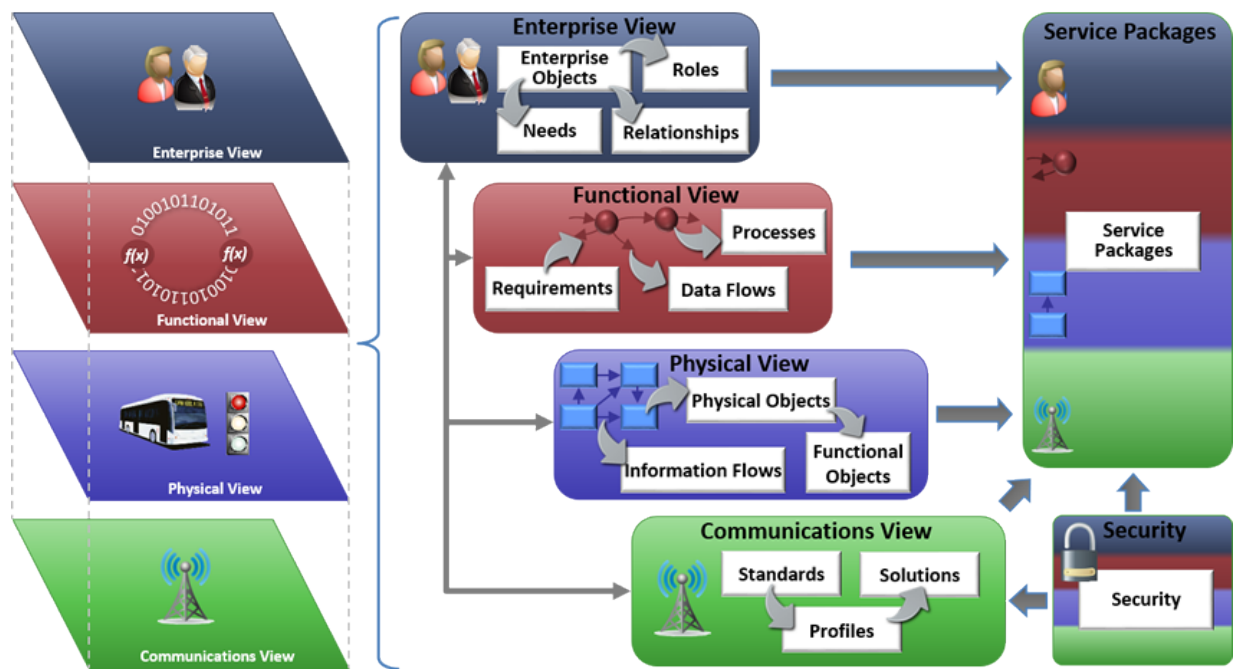 Enterprise View
0100101101011
f(x)
f(x)
Functional View
Physical View
Communications View
Enterprise View
Enterprise
Objects
Roles
Needs
Relationships
Functional View
Processes
Requirements
Data Flows
Physical View
Physical Objects
Information Flows
Functional
Objects
Communications View
Standards
Solutions
Profiles
Service Packages
Service
Packages
Security
Security